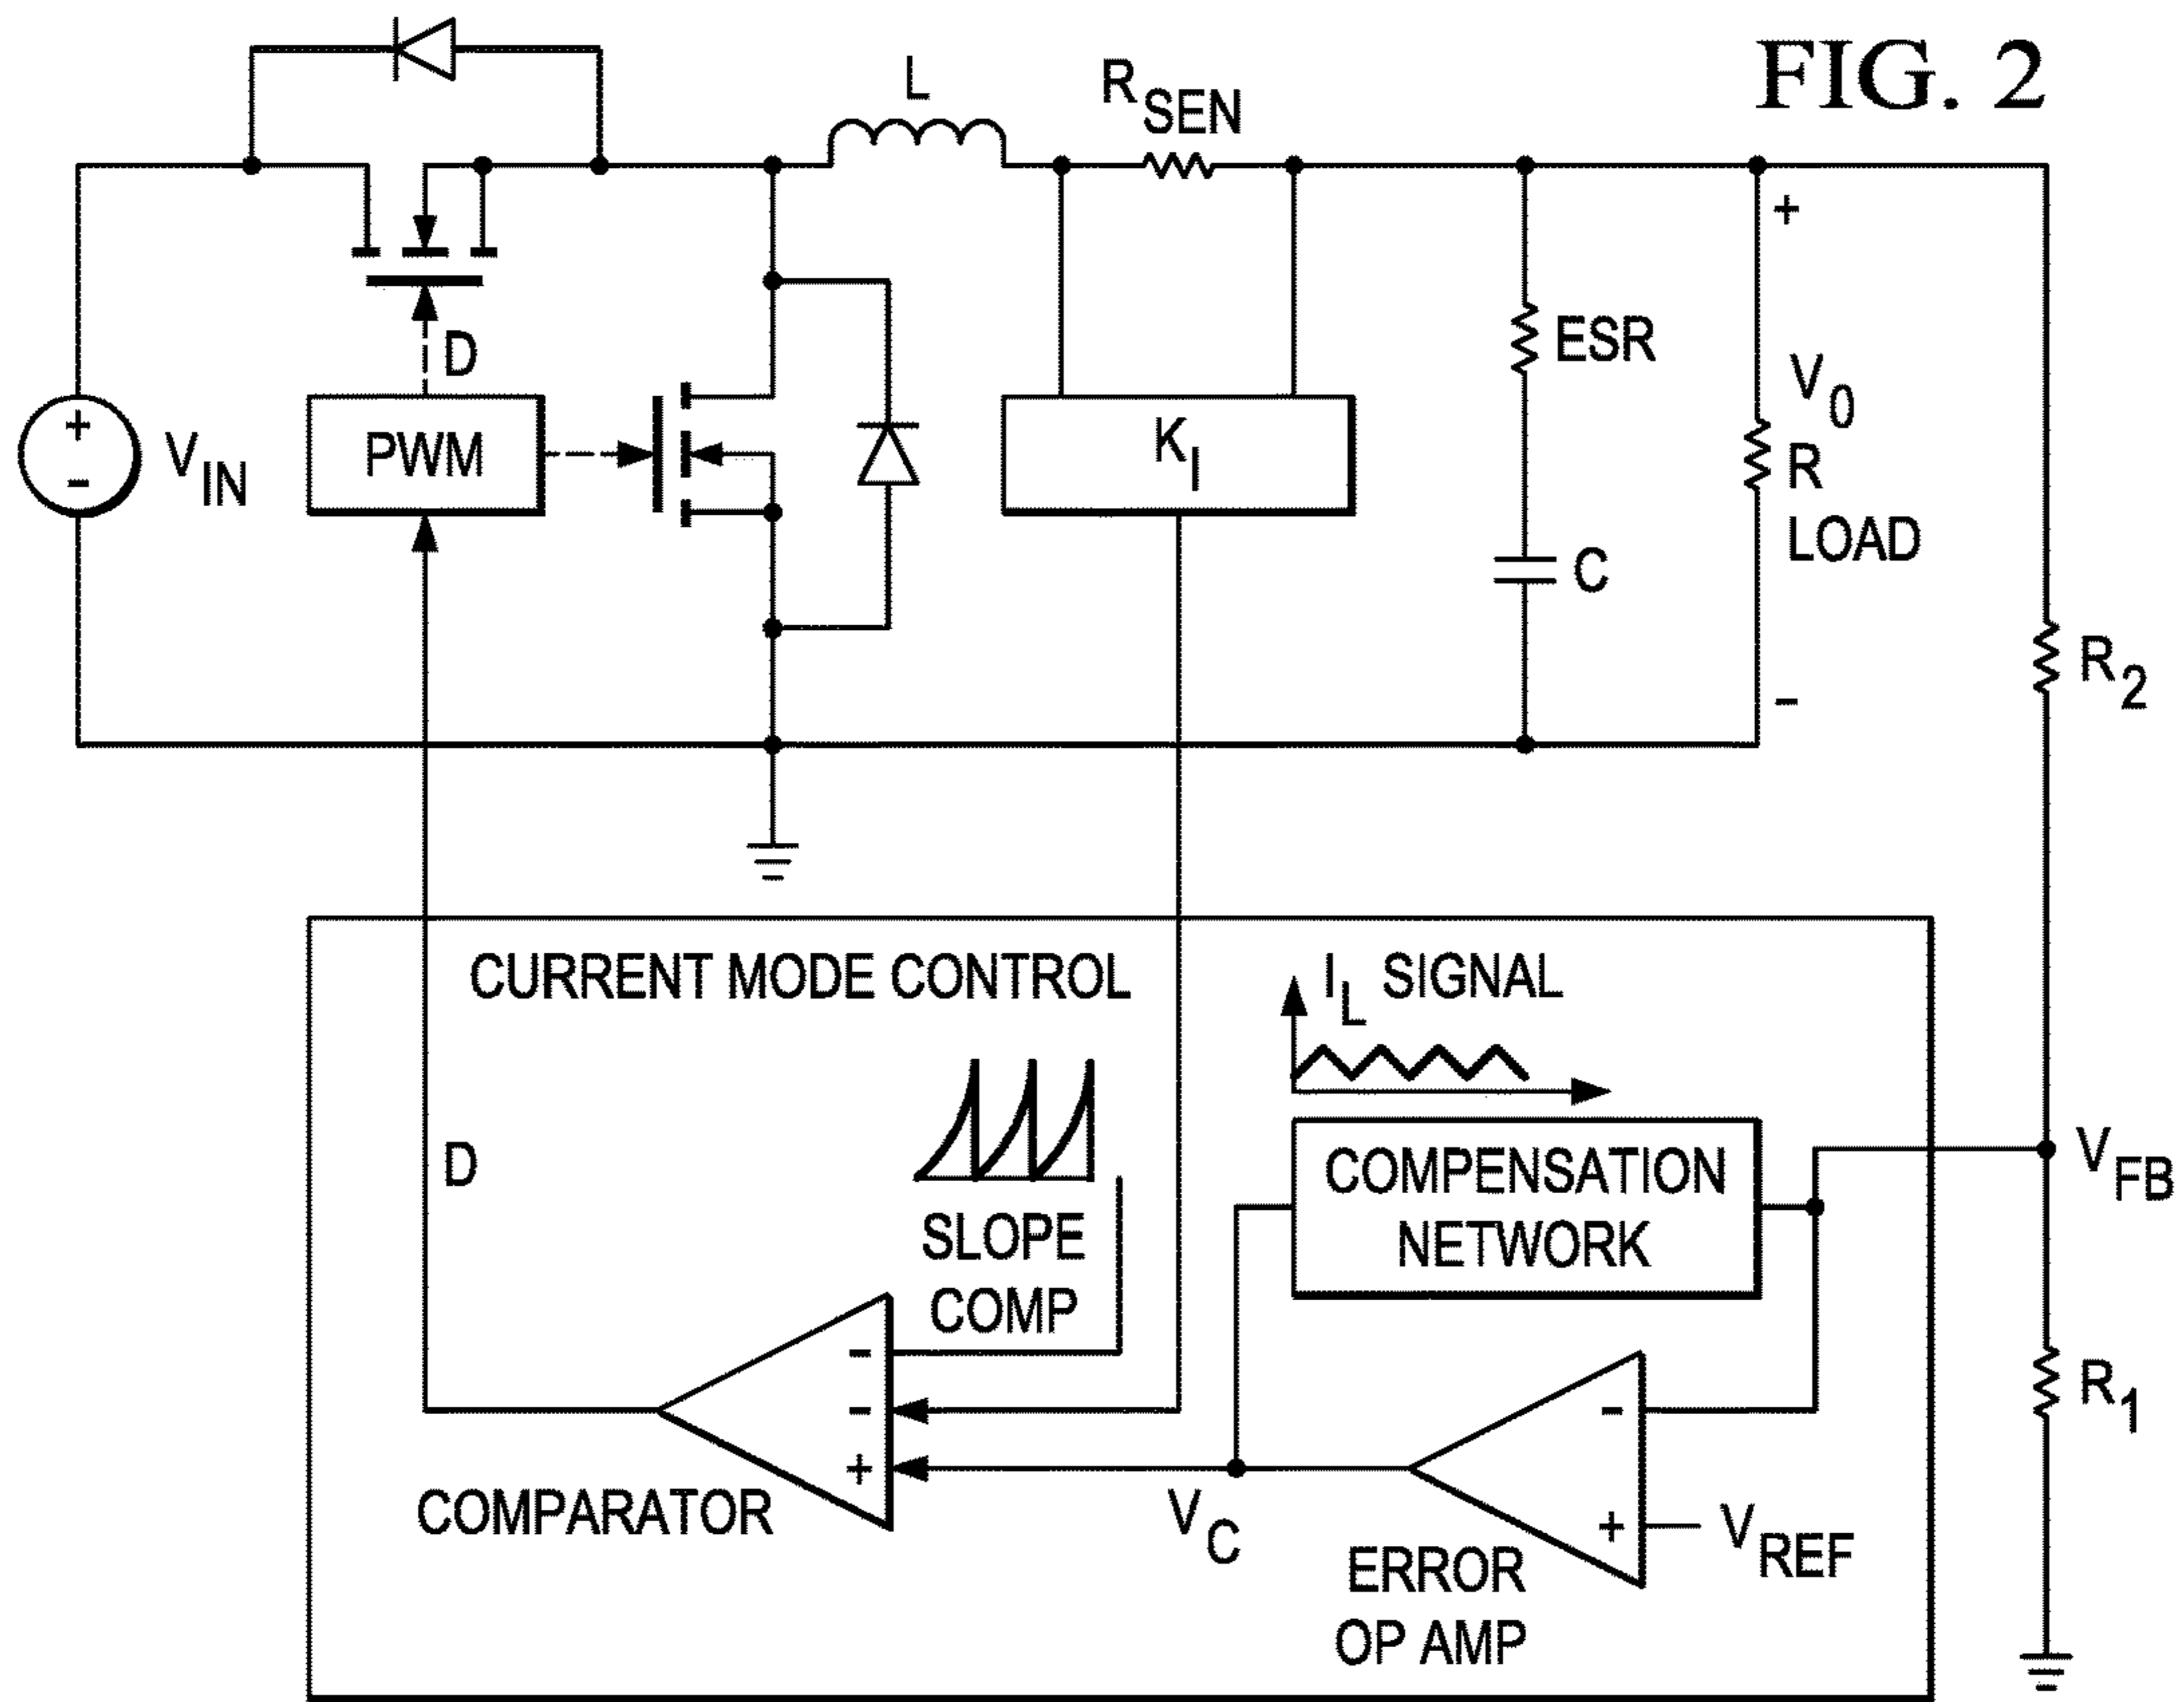 FIG. 2
L
R SEN
+
D
ESR
V0
+
-
VIN
PWM
KI
R
LOAD
C
R2
-
CURRENT MODE CONTROL
IL SIGNAL
D
COMPENSATION
NETWORK
VFB
SLOPE
COMP
-
-
+
-
+
R1
COMPARATOR
VC
VREF
ERROR
OP AMP